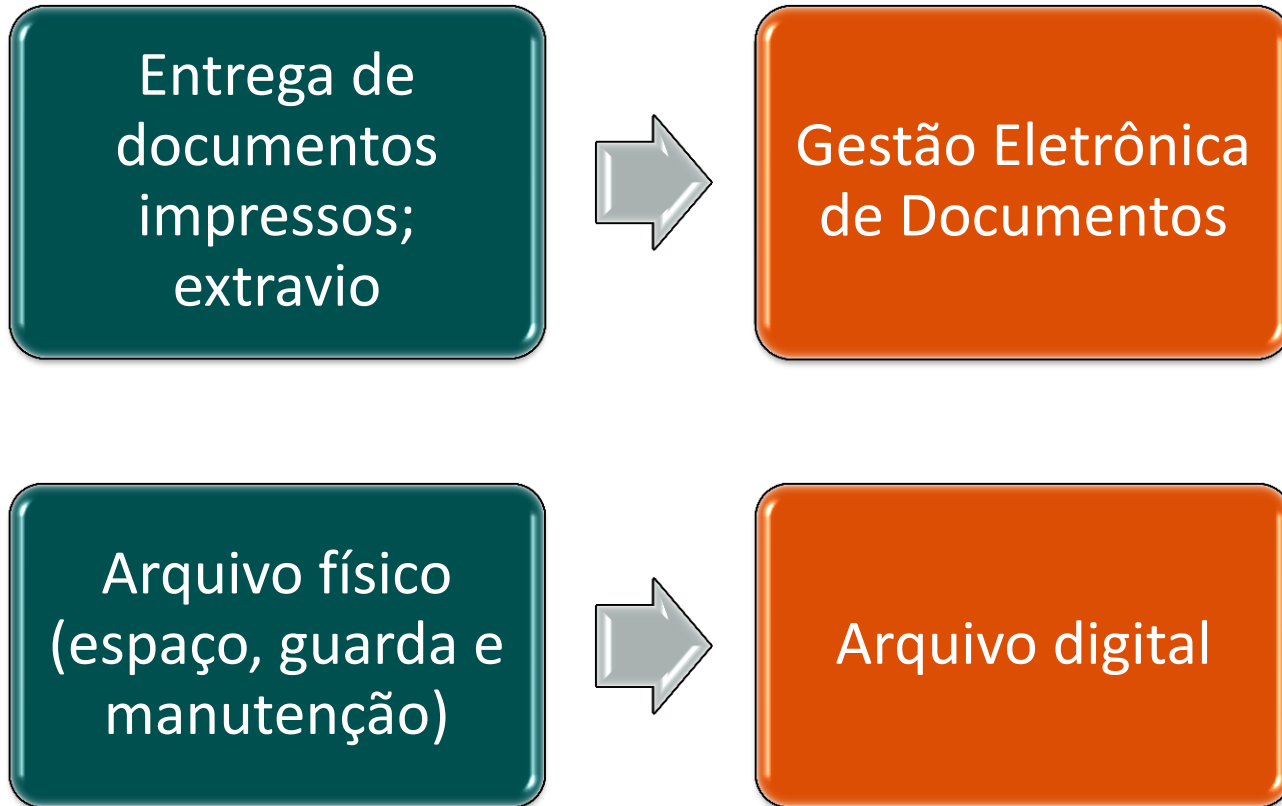 Entrega de
documentos
impressos;
extravio
Gestão Eletrônica
de Documentos
Arquivo físico
(espaço, guarda e
manutenção)
Arquivo digital